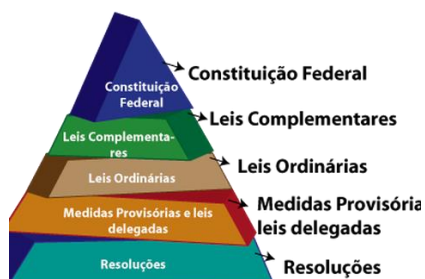 Constituição
Federal
Constituição Federal
Leis Complementa-
res
Leis Complementares
Leis Ordinárias
Leis Ordinárias
Medidas Provisórias e leis
delegadas
Medidas Provisória
leis delegadas
Resoluções
Resoluções